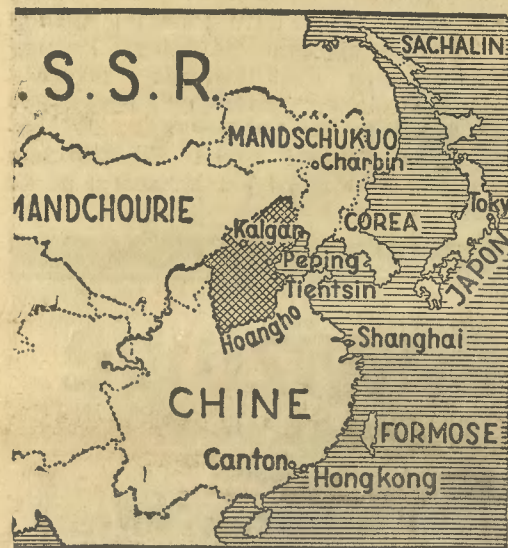 SACHALIN
.S.S.R.
MANDSCHUKUO
Charbin
MANDCHOURIE
Kalgan
COREA
Toky
JAPON
Peping
Tientsin
Hoangho
Shanghai
CHINE
FORMOSE
Canton
Hongkong